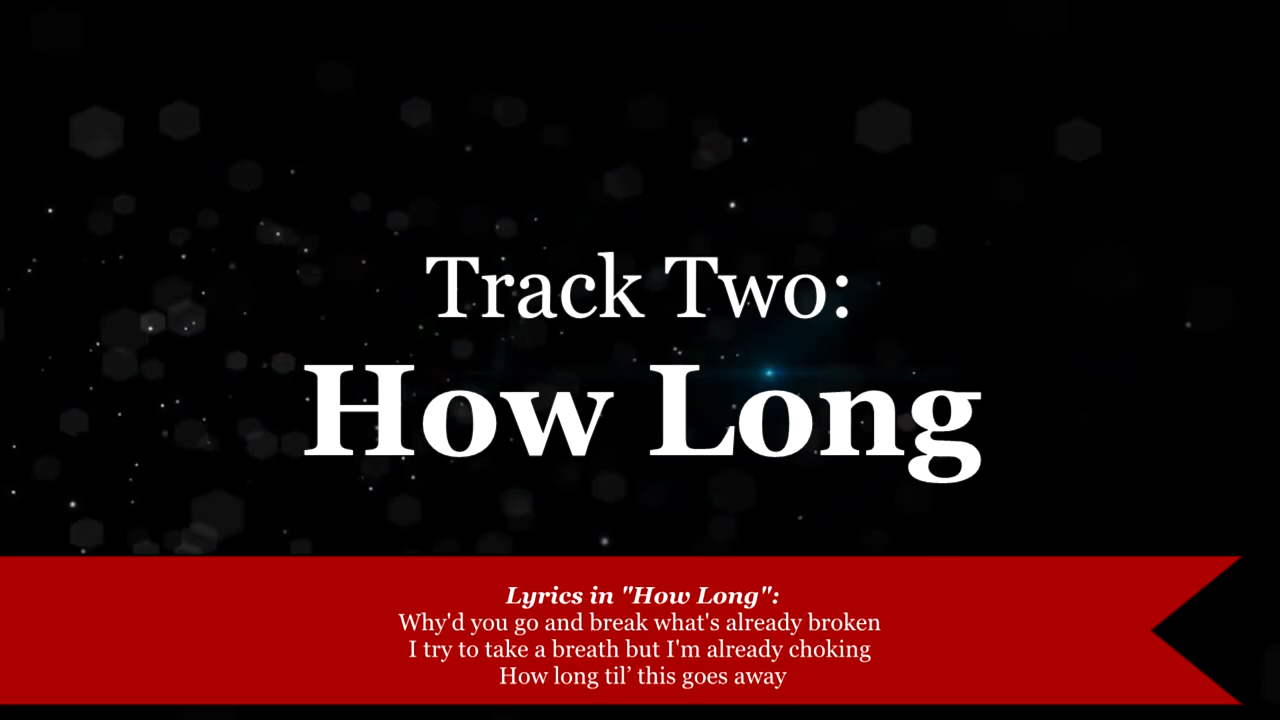 Track Two:
How Long
Lyrics in "How Long":
Why'd you go and break what's already broken
I try to take a breath but I'm already choking
How long til’ this goes away